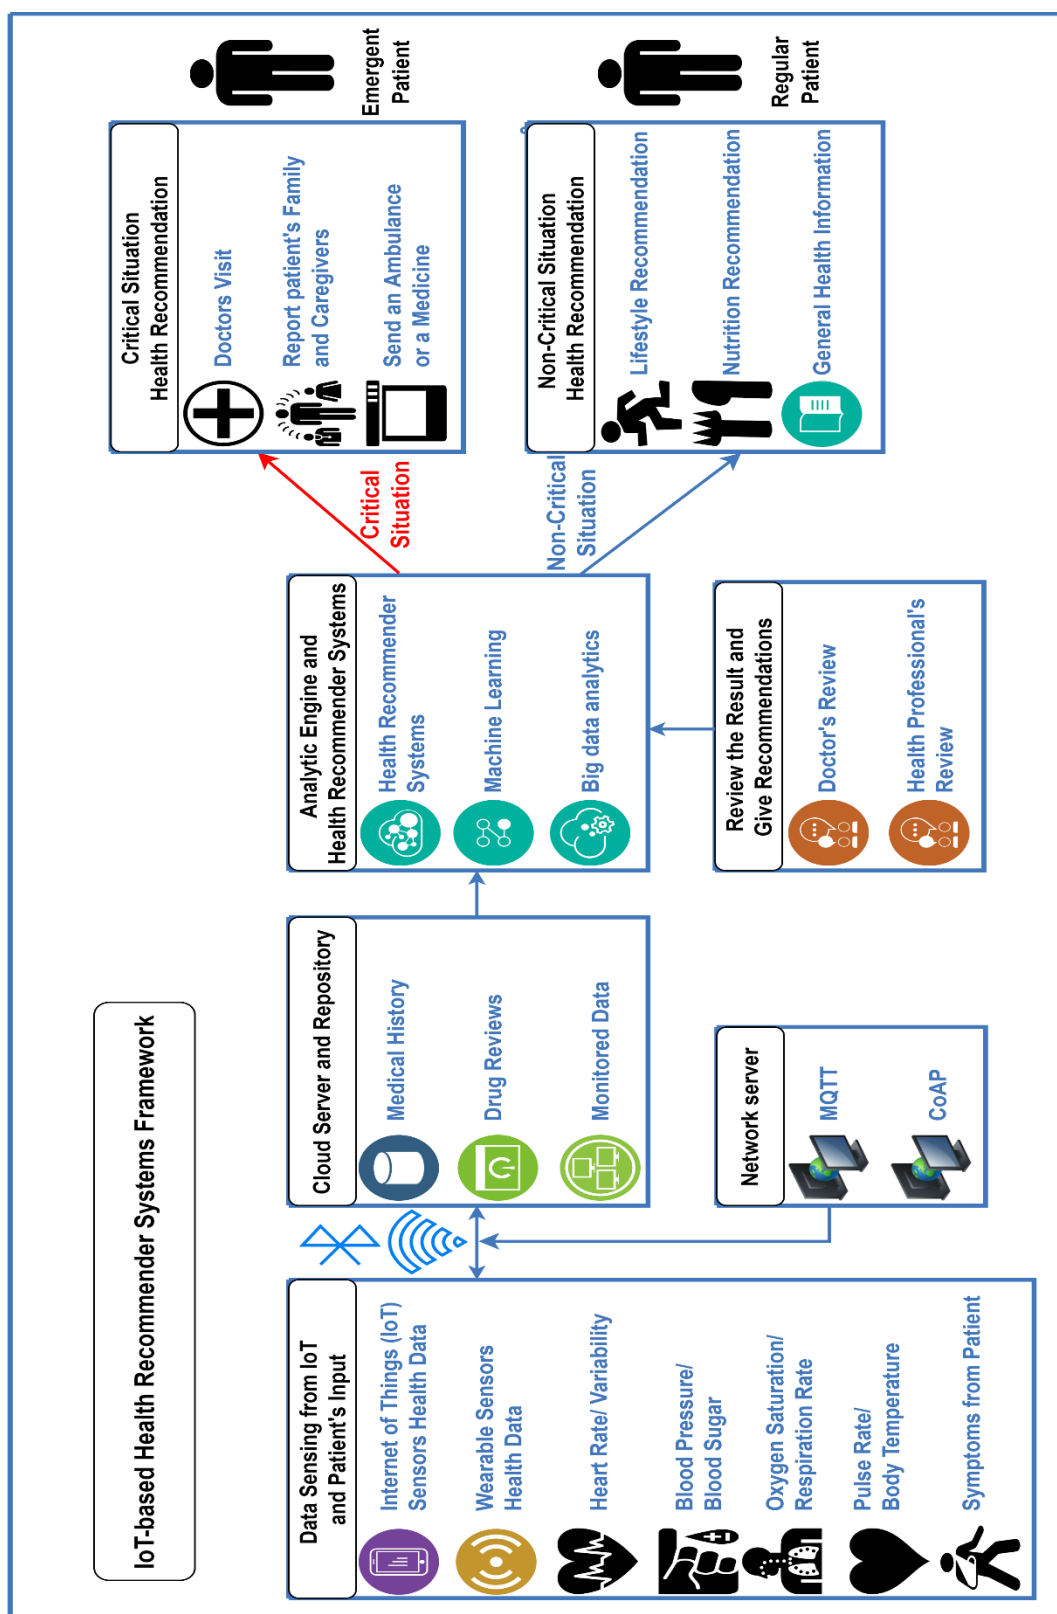 IoT-based Health Recommender Systems Framework
Data Sensing from IoT
and Patient's Input
Internet of Things (IoT)
Sensors Health Data
Wearable Sensors
Health Data
Heart Rate/ Variability
Blood Pressure/
Blood Sugar
Oxygen Saturation/
Respiration Rate
Pulse Rate/
Body Temperature
Symptoms from Patient
Cloud Server and Repository
Medical History
Drug Reviews
Monitored Data
Network server
MQTT
CoAP
Analytic Engine and
Health Recommender Systems
Health Recommender
Systems
Machine Learning
Big data analytics
Review the Result and
Give Recommendations
Doctor's Review
Health Professional's
Review
Critical
Situation
Non-Critical
Situation
Critical Situation
Health Recommendation
Doctors Visit
Report patient's Family
and Caregivers
Send an Ambulance
or a Medicine
Emergent
Patient
Non-Critical Situation
Health Recommendation
Lifestyle Recommendation
Nutrition Recommendation
General Health Information
Regular
Patient